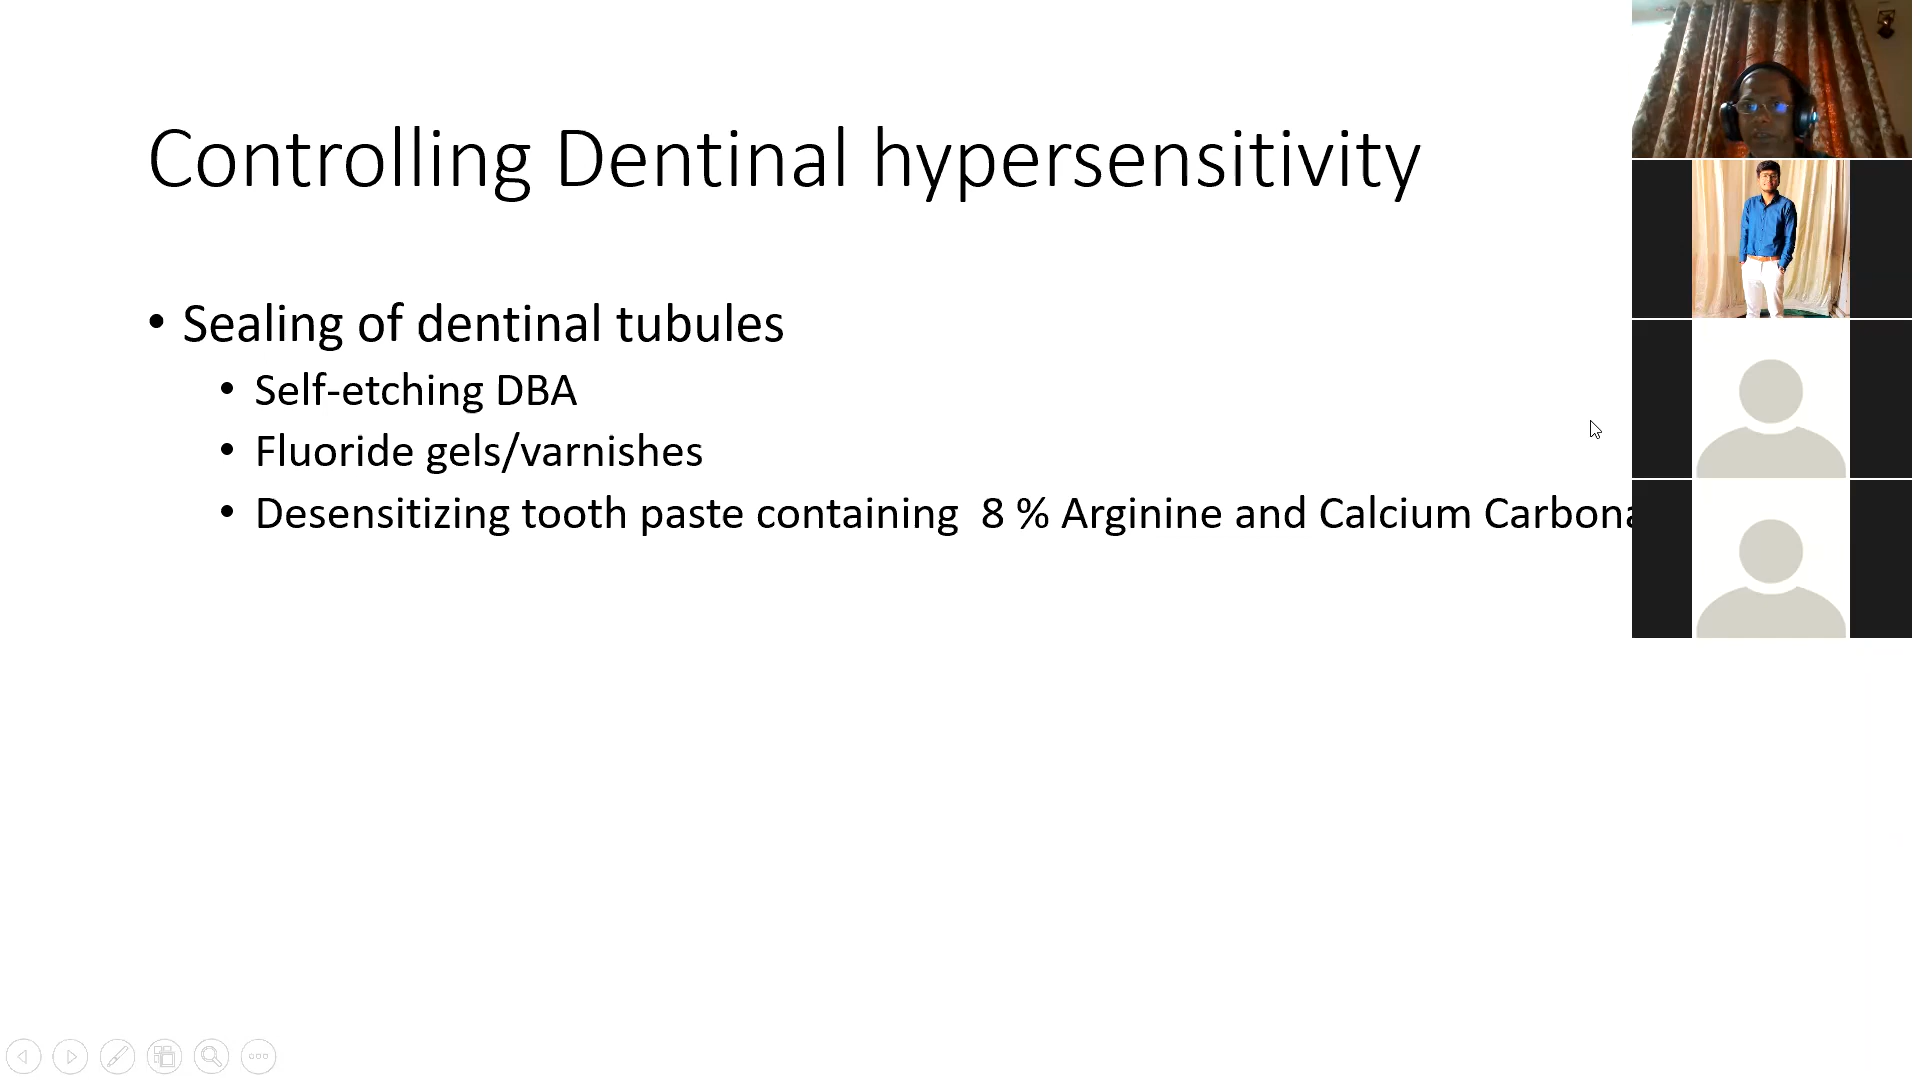 Controlling Dentinal hypersensitivity
• Sealing of dentinal tubules
• Self-etching DBA
• Fluoride gels/varnishes
• Desensitizing tooth paste containing 8 % Arginine and Calcium